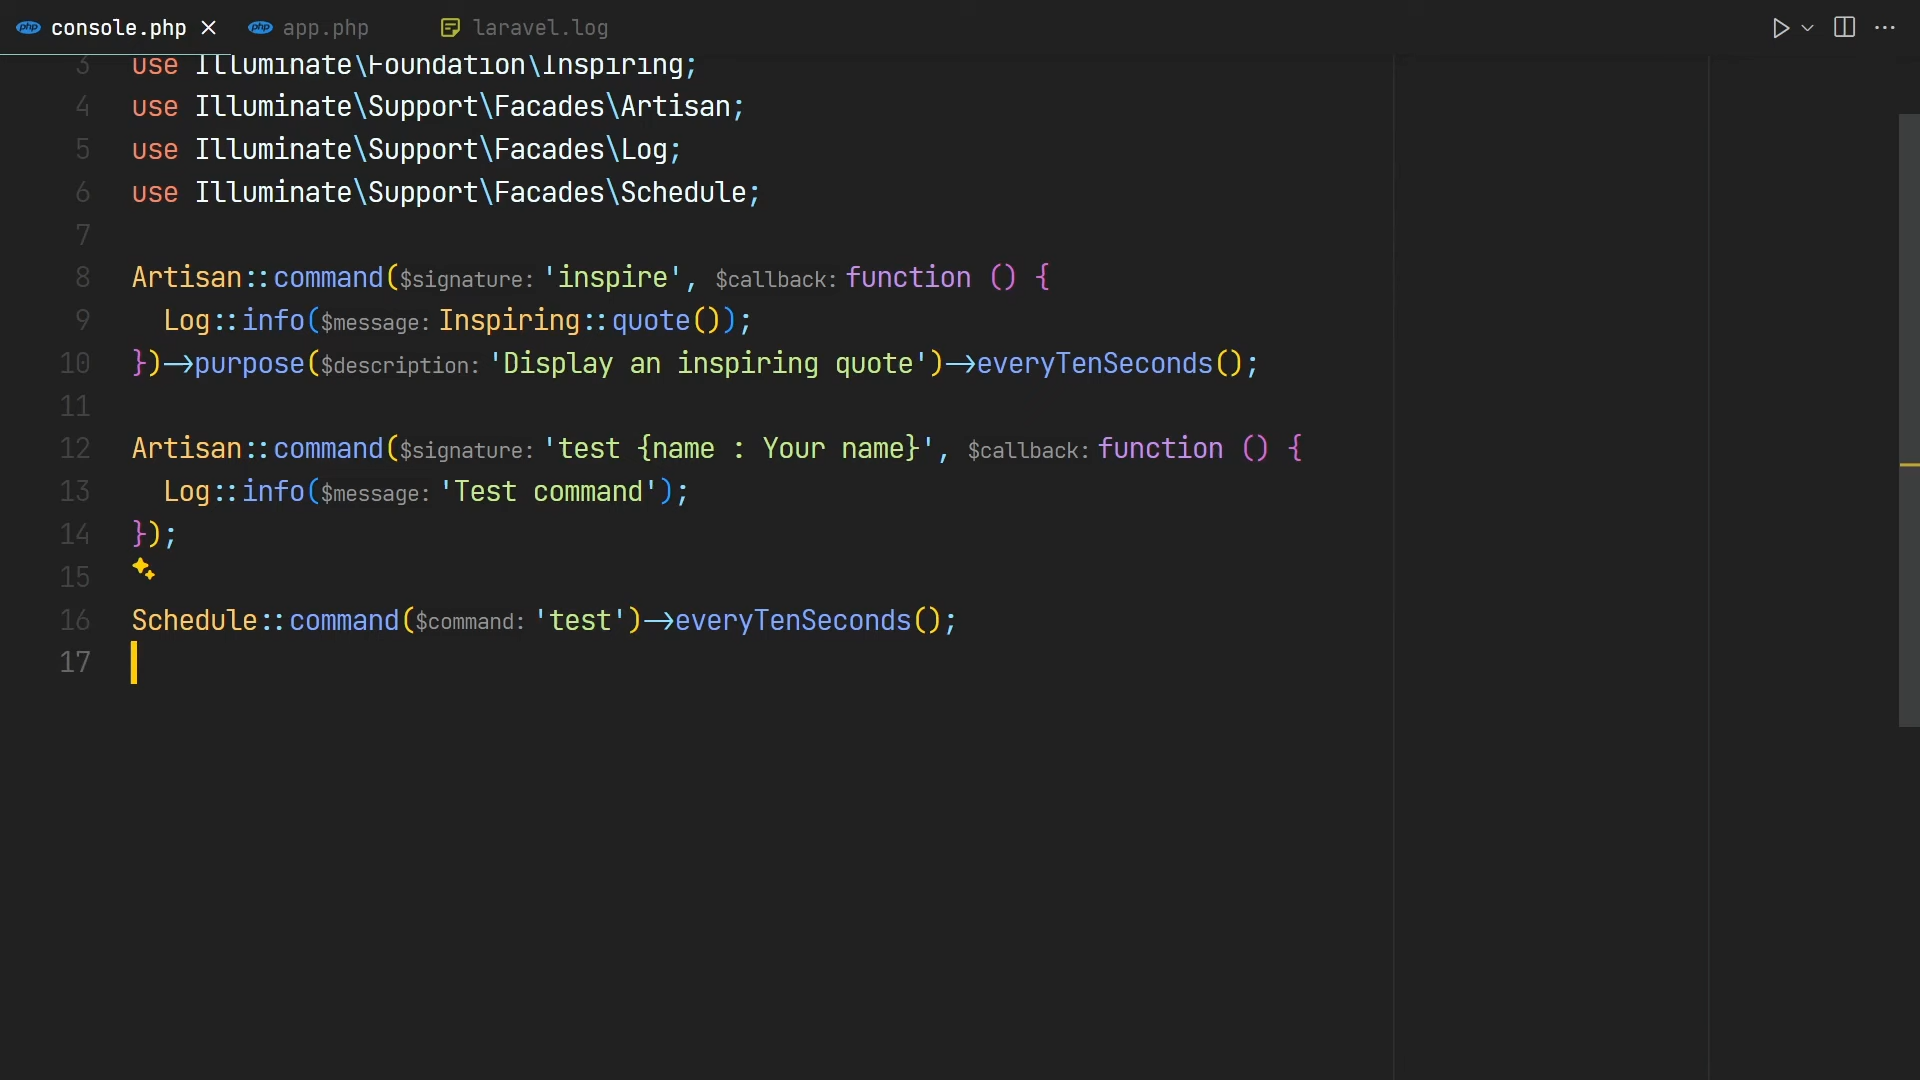 console.php app.php laravel.log
3 use Illuminate\Foundation\Inspiring;
4 use Illuminate\Support\Facades\Artisan;
5 use Illuminate\Support\Facades\Log;
6 use Illuminate\Support\Facades\Schedule;
7
8 Artisan::command($signature: 'inspire', $callback: function () {
9 Log::info($message: Inspiring::quote());
10 })->purpose($description: 'Display an inspiring quote')->everyTenSeconds();
11
12 Artisan::command($signature: 'test {name : Your name}', $callback: function () {
13 Log::info($message: 'Test command');
14 });
15
16 Schedule::command($command: 'test')->everyTenSeconds();
17